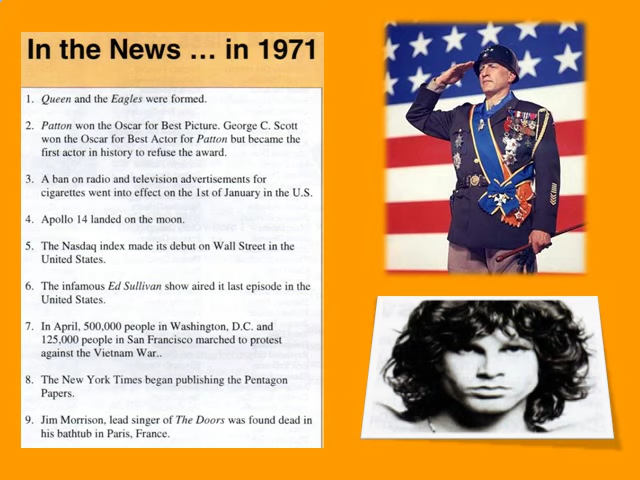 In the News … in 1971
1. Queen and the Eagles were formed.
2. Patton won the Oscar for Best Picture. George C. Scott
won the Oscar for Best Actor for Patton but became the
first actor in history to refuse the award.
3. A ban on radio and television advertisements for
cigarettes went into effect on the 1st of January in the U.S.
4. Apollo 14 landed on the moon.
5. The Nasdaq index made its debut on Wall Street in the
United States.
6. The infamous Ed Sullivan show aired it last episode in the
United States.
7. In April, 500,000 people in Washington, D.C. and
125,000 people in San Francisco marched to protest
against the Vietnam War..
8. The New York Times began publishing the Pentagon
Papers.
9. Jim Morrison, lead singer of The Doors was found dead in
his bathtub in Paris, France.